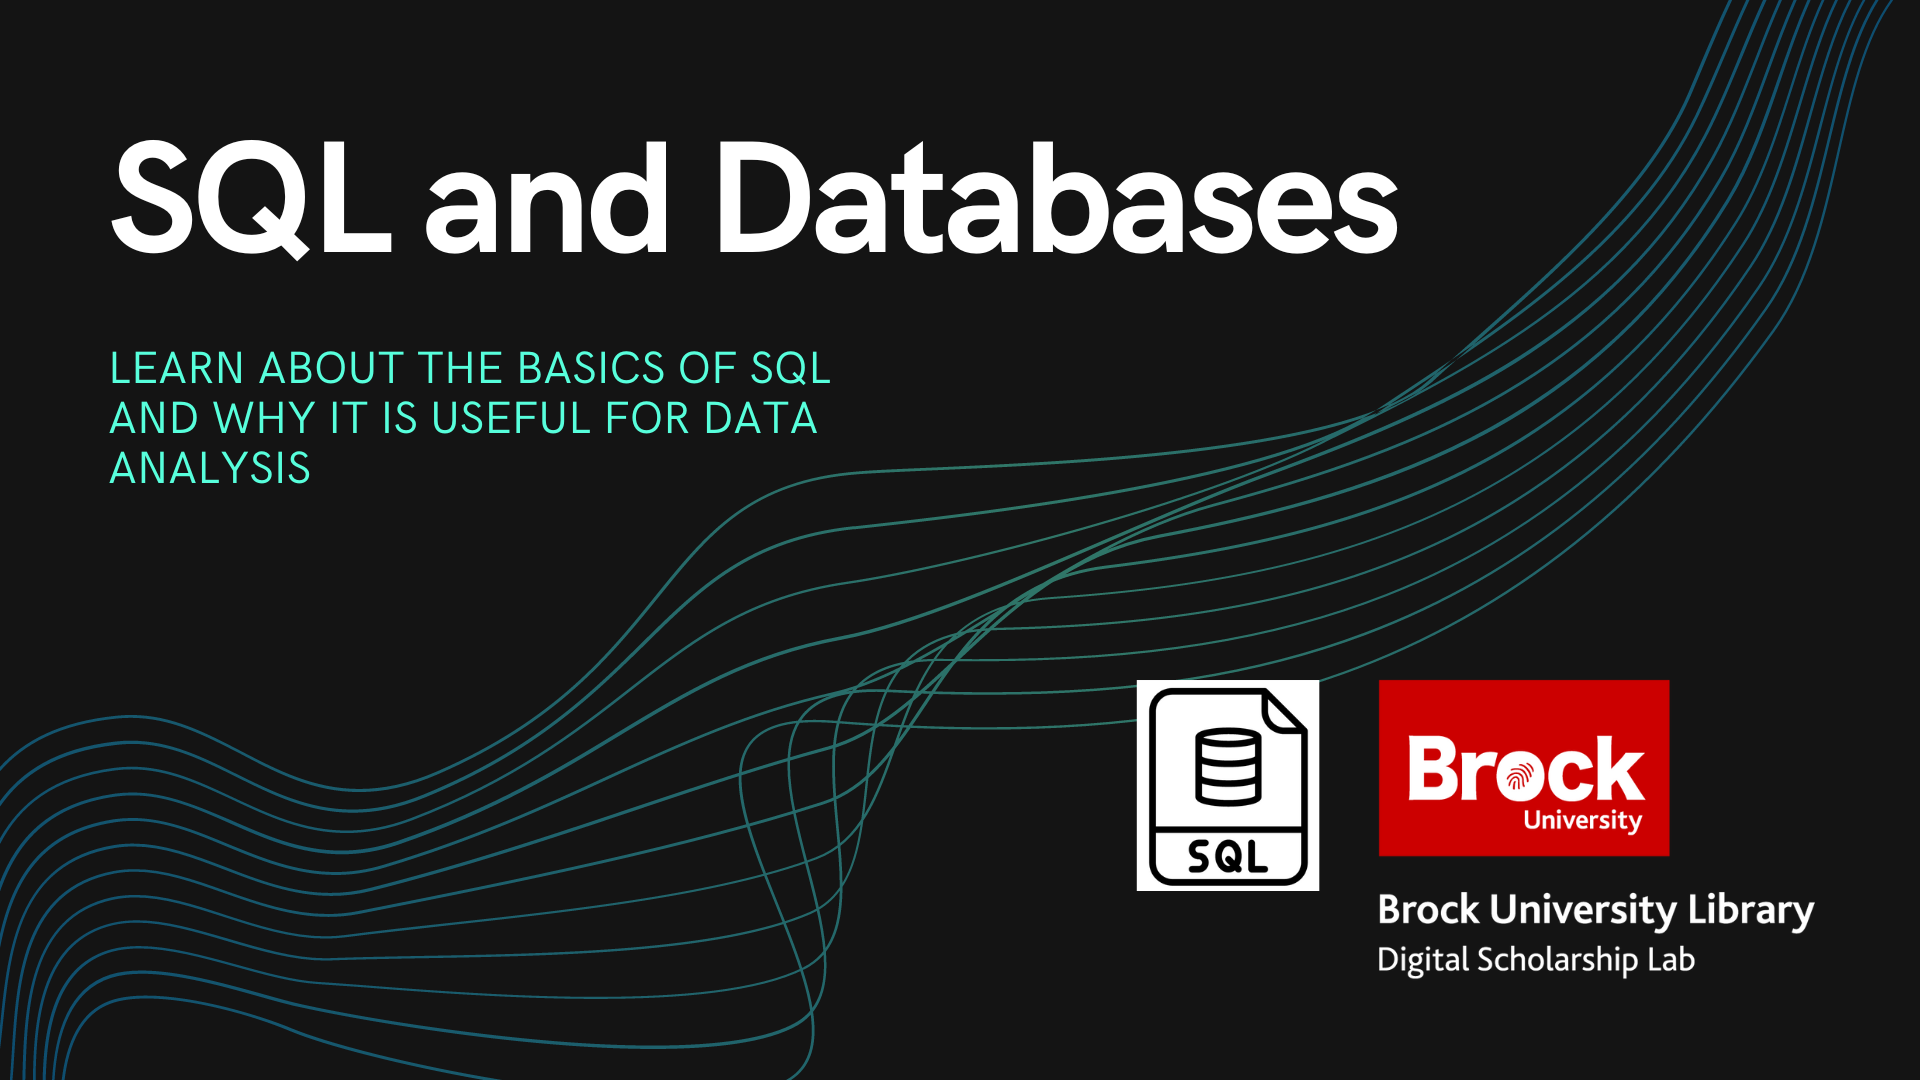 SQL and Databases
LEARN ABOUT THE BASICS OF SQL
AND WHY IT IS USEFUL FOR DATA
ANALYSIS
SQL
Brock
University
Brock University Library
Digital Scholarship Lab